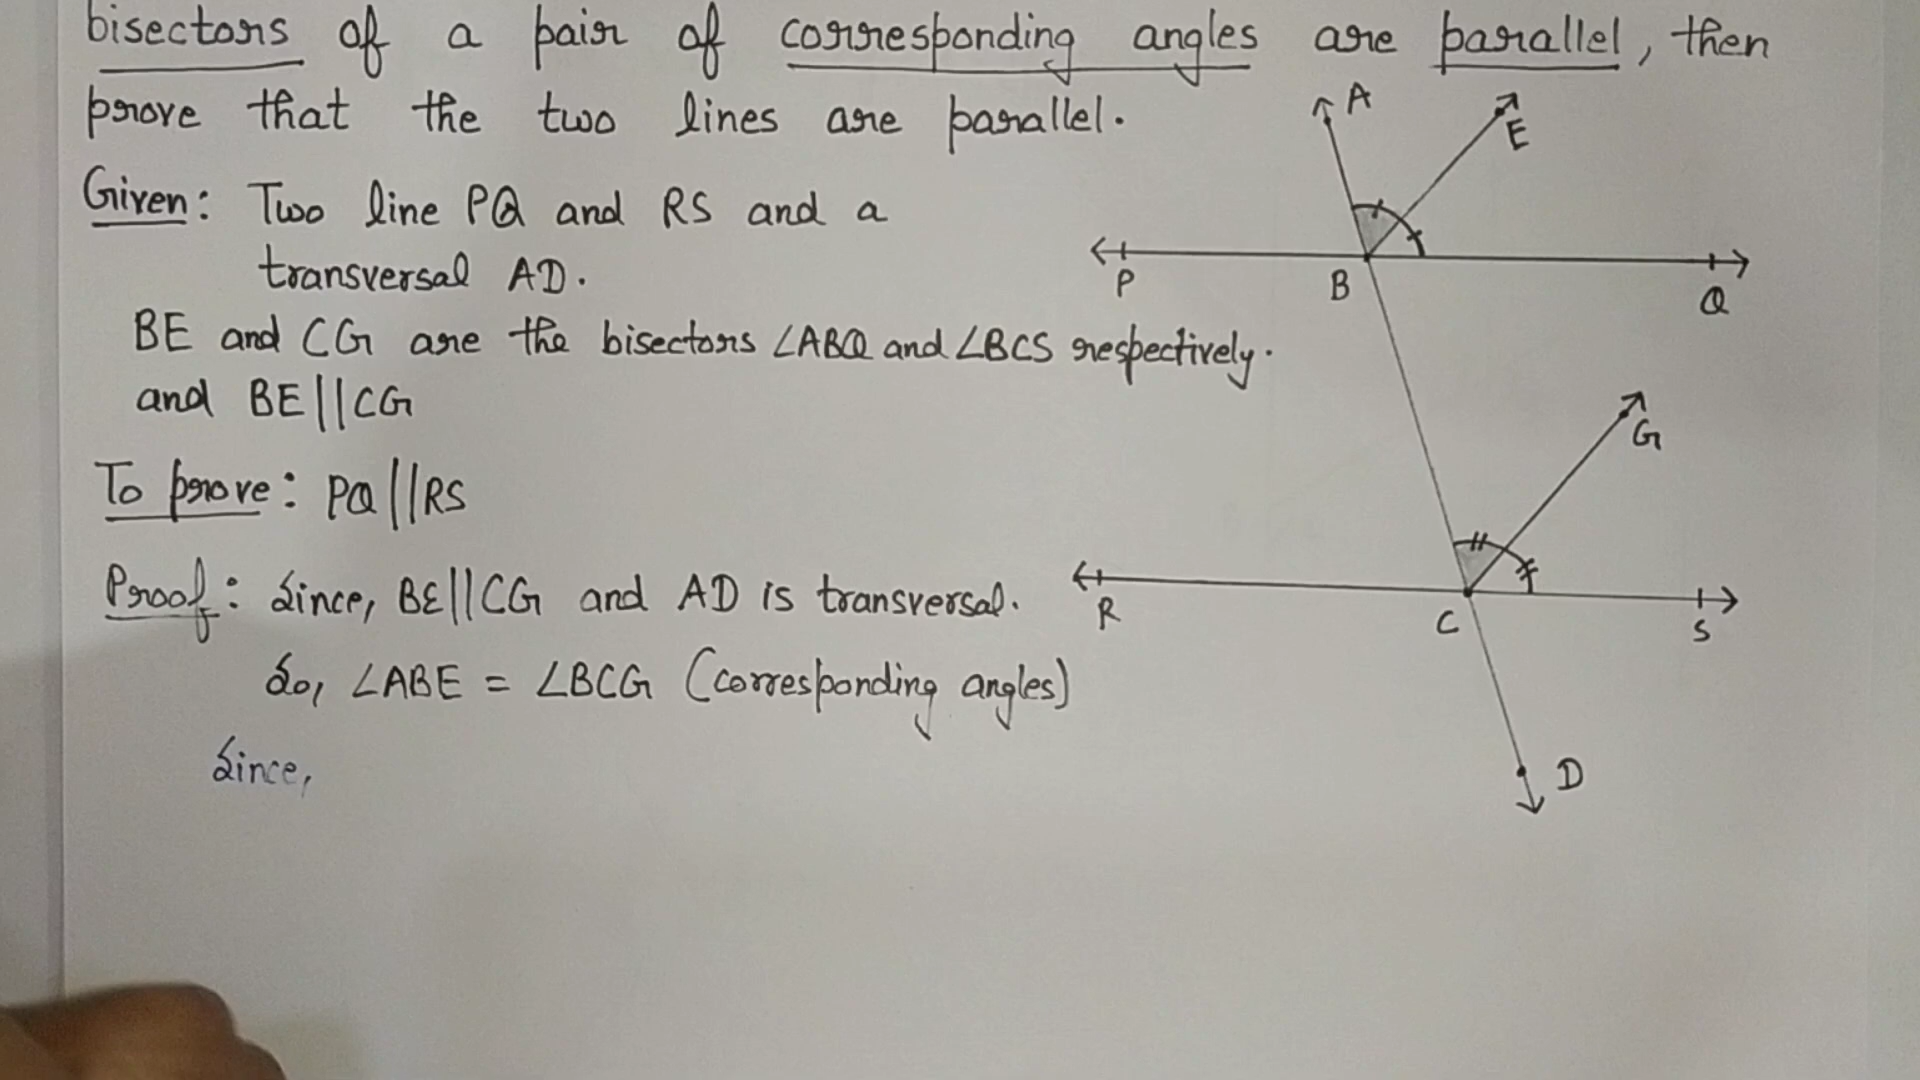 bisectors of a pair of corresponding angles are parallel, then
prove that the two lines are parallel.
Given: Two line PQ and RS and a
transversal AD.
BE and CG are the bisectors ∠ABQ and ∠BCS respectively.
and BE||CG
To prove: PQ||RS
Proof: Since, BE||CG and AD is transversal.
So, ∠ABE = ∠BCG (corresponding angles)
Since,
A
E
P
B
Q
G
R
C
S
D